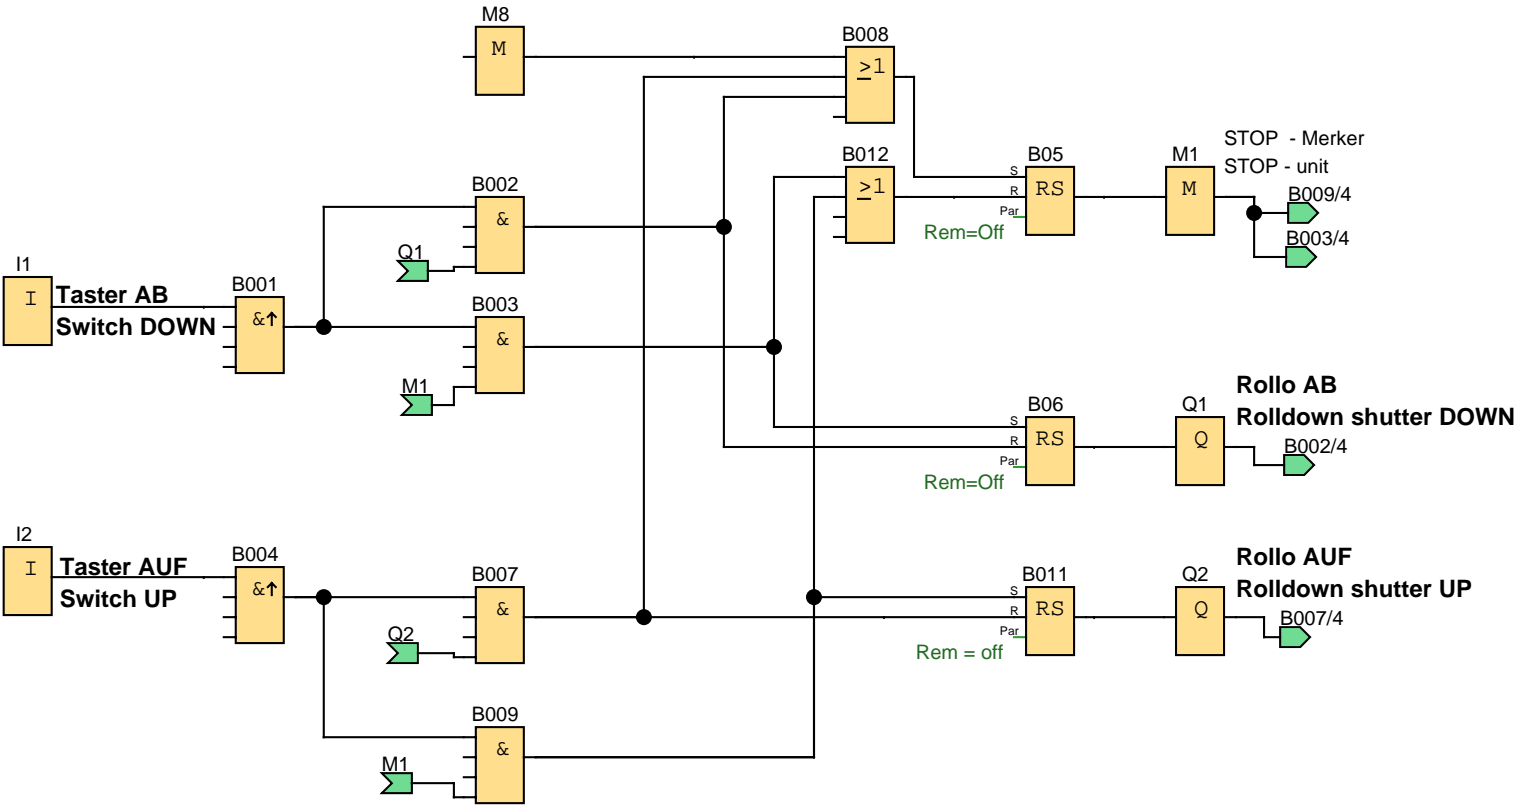 M8
M
B008
>1
STOP - Merker
STOP - unit
B012
>1
B05
S
R
Par
RS
Rem=Off
M1
M
B009/4
B003/4
B002
&
Q1
I1
I
Taster AB
Switch DOWN
B001
&↑
B003
&
M1
Rollo AB
Rolldown shutter DOWN
B06
S
R
Par
RS
Rem=Off
Q1
Q
B002/4
I2
I
Taster AUF
Switch UP
B004
&↑
B007
&
Q2
Rollo AUF
Rolldown shutter UP
B011
S
R
Par
RS
Rem = off
Q2
Q
B007/4
B009
&
M1